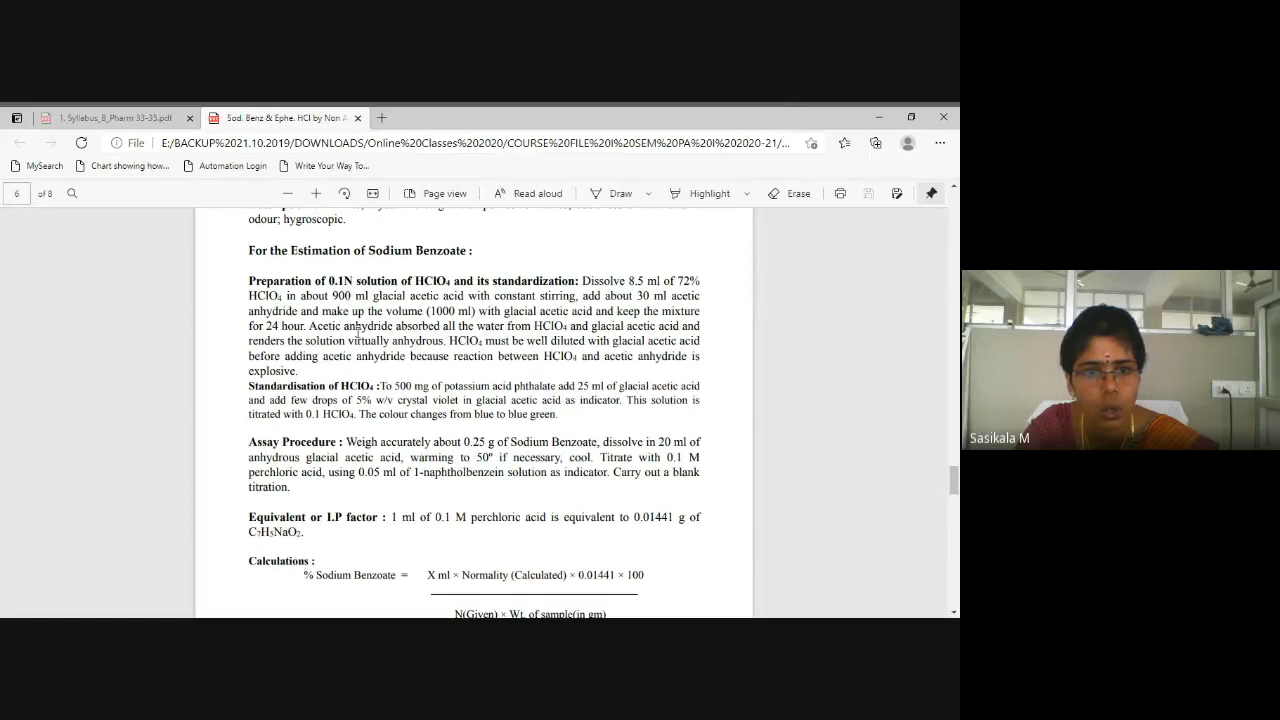 1. Syllabus_B_Pharm 33-35.pdf
Sod. Benz & Ephe. HCl by Non A
File
E:/BACKUP%2021.10.2019/DOWNLOADS/Online%20Classes%202020/COURSE%20FILE%20I%20SEM%20PA%20I%202020-21/...
MySearch
Chart showing how...
Automation Login
Write Your Way To...
6 of 8
Page view
Read aloud
Draw
Highlight
Erase
odour; hygroscopic.
For the Estimation of Sodium Benzoate :
Preparation of 0.1N solution of HClO4 and its standardization: Dissolve 8.5 ml of 72%
HClO4 in about 900 ml glacial acetic acid with constant stirring, add about 30 ml acetic
anhydride and make up the volume (1000 ml) with glacial acetic acid and keep the mixture
for 24 hour. Acetic anhydride absorbed all the water from HClO4 and glacial acetic acid and
renders the solution virtually anhydrous. HClO4 must be well diluted with glacial acetic acid
before adding acetic anhydride because reaction between HClO4 and acetic anhydride is
explosive.
Standardisation of HClO4 :To 500 mg of potassium acid phthalate add 25 ml of glacial acetic acid
and add few drops of 5% w/v crystal violet in glacial acetic acid as indicator. This solution is
titrated with 0.1 HClO4. The colour changes from blue to blue green.
Assay Procedure : Weigh accurately about 0.25 g of Sodium Benzoate, dissolve in 20 ml of
anhydrous glacial acetic acid, warming to 50º if necessary, cool. Titrate with 0.1 M
perchloric acid, using 0.05 ml of 1-naphtholbenzein solution as indicator. Carry out a blank
titration.
Equivalent or I.P factor : 1 ml of 0.1 M perchloric acid is equivalent to 0.01441 g of
C7H5NaO2.
Calculations :
% Sodium Benzoate = X ml × Normality (Calculated) × 0.01441 × 100
N(Given) × Wt. of sample(in gm)
Sasikala M